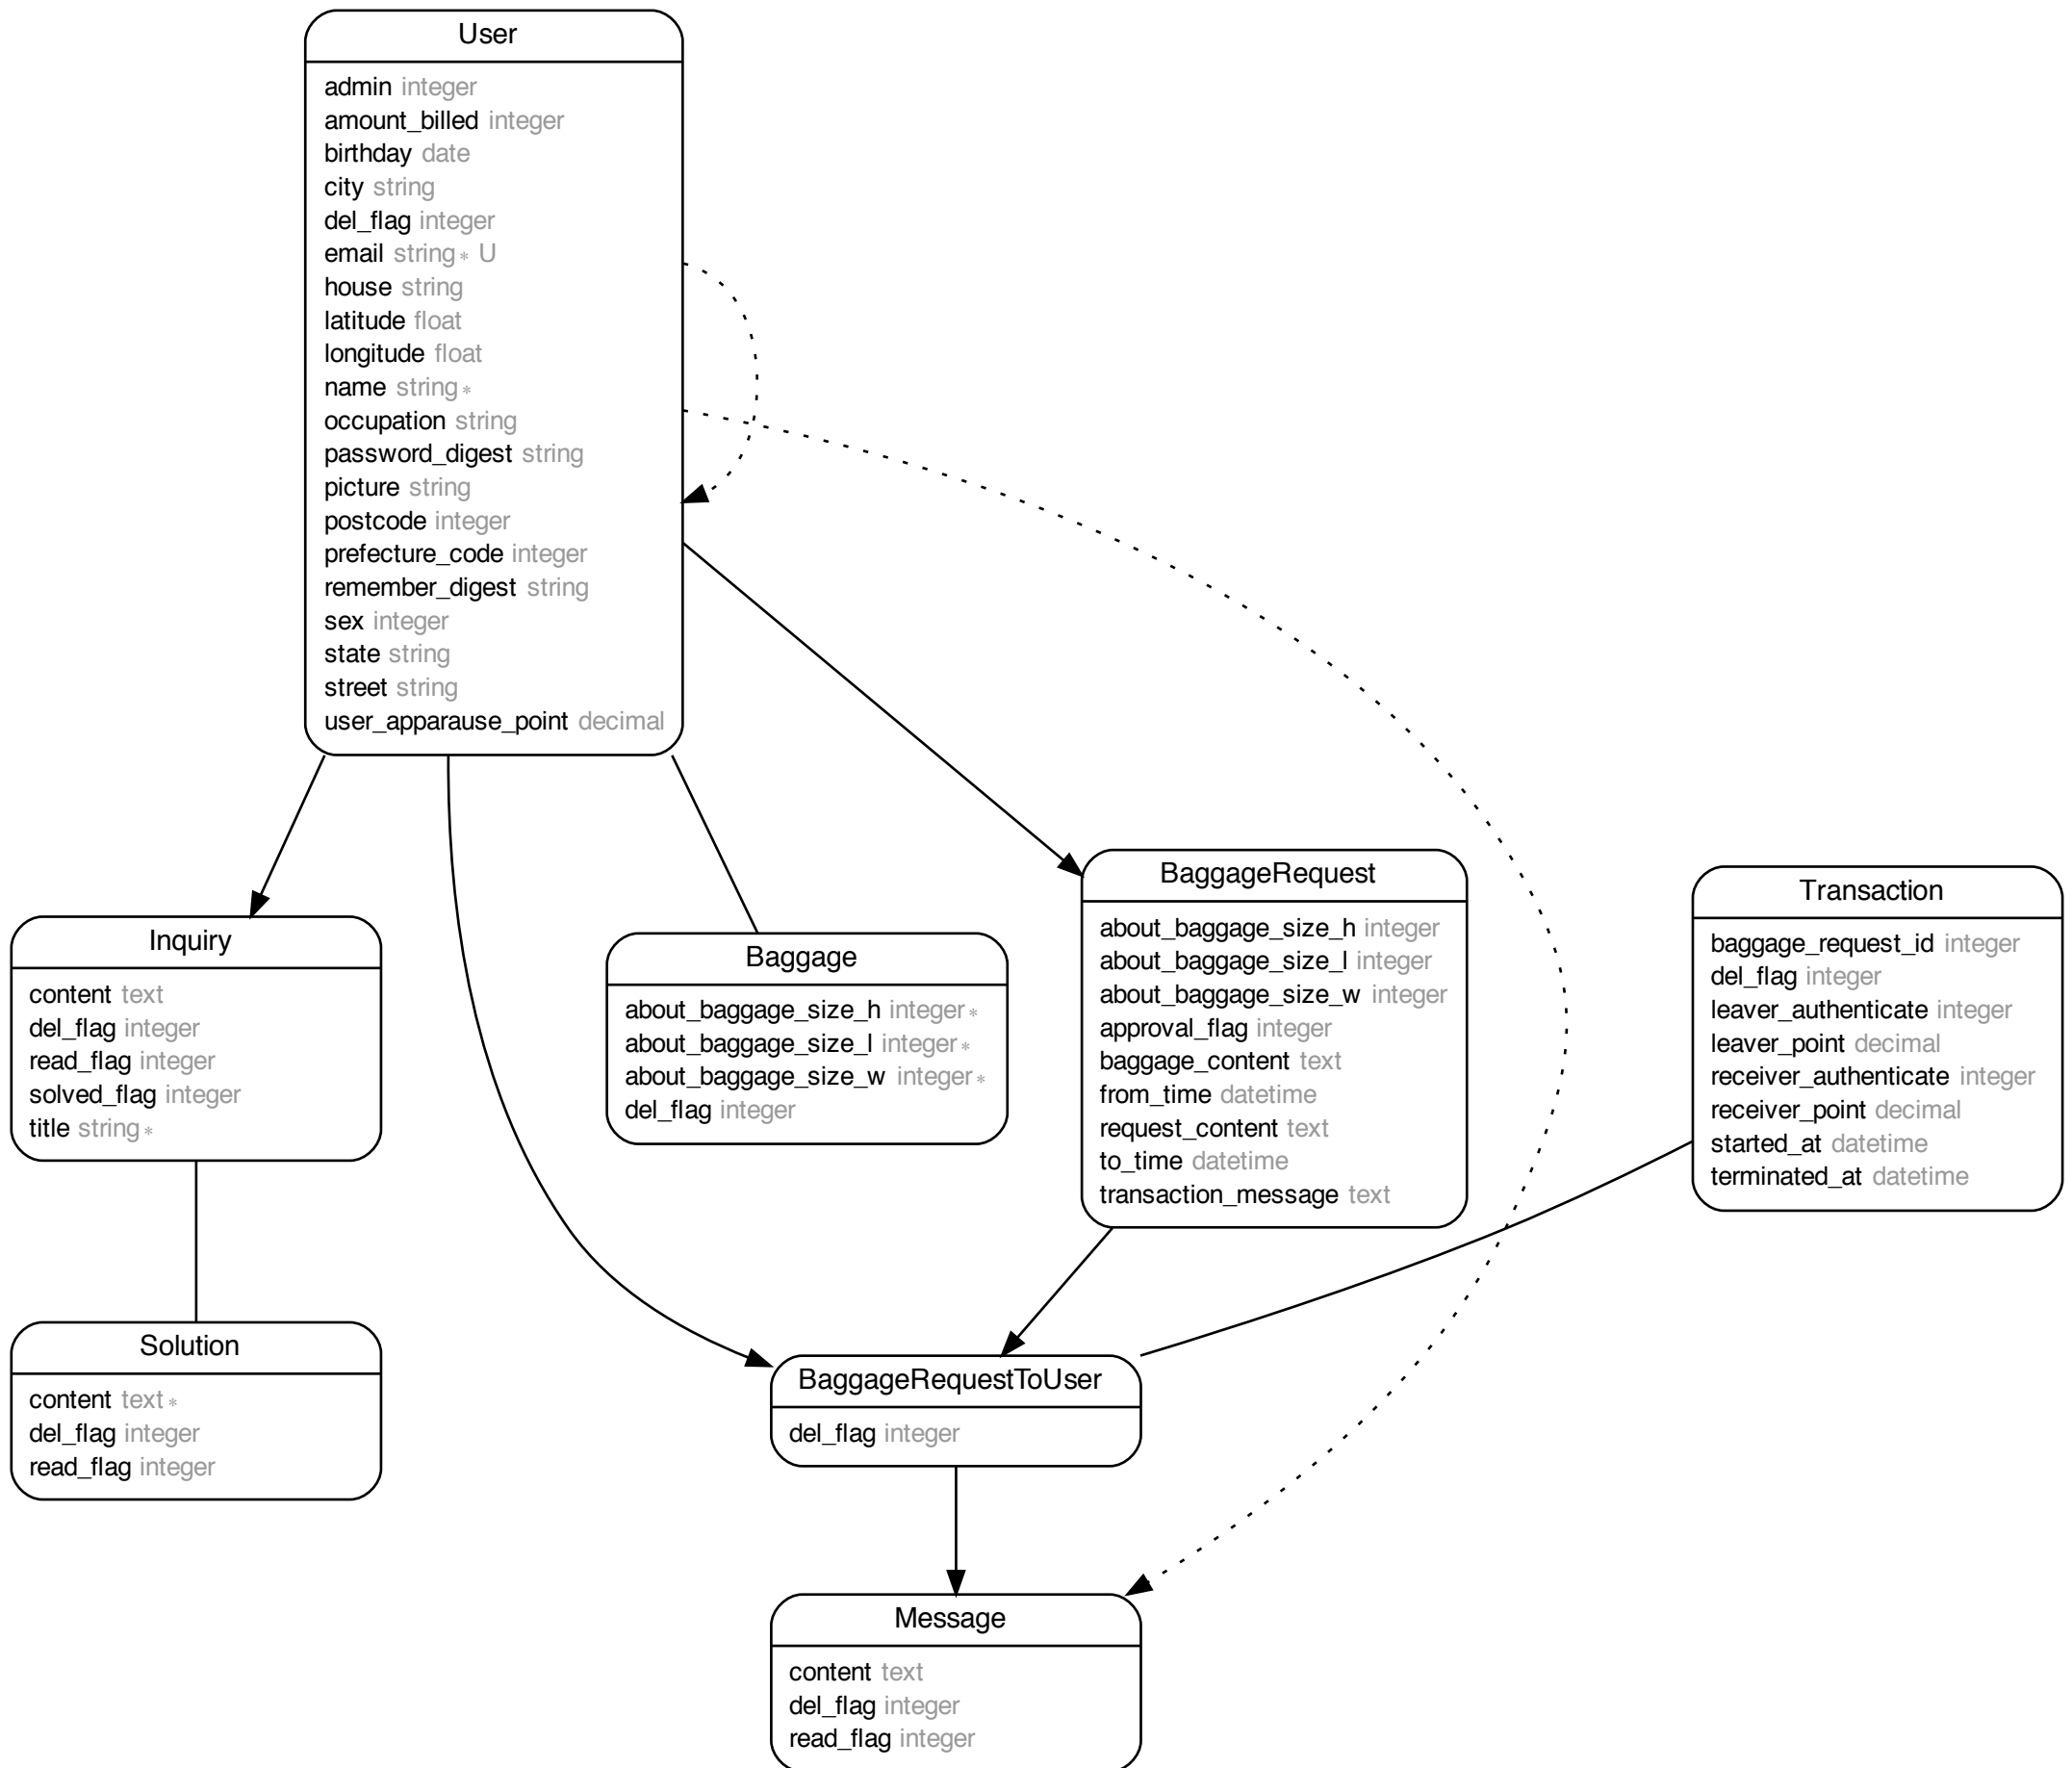 User
admin integer
amount_billed integer
birthday date
city string
del_flag integer
email string* U
house string
latitude float
longitude float
name string*
occupation string
password_digest string
picture string
postcode integer
prefecture_code integer
remember_digest string
sex integer
state string
street string
user_apparause_point decimal
Inquiry
content text
del_flag integer
read_flag integer
solved_flag integer
title string*
Baggage
about_baggage_size_h integer*
about_baggage_size_l integer*
about_baggage_size_w integer*
del_flag integer
BaggageRequest
about_baggage_size_h integer
about_baggage_size_l integer
about_baggage_size_w integer
approval_flag integer
baggage_content text
from_time datetime
request_content text
to_time datetime
transaction_message text
Transaction
baggage_request_id integer
del_flag integer
leaver_authenticate integer
leaver_point decimal
receiver_authenticate integer
receiver_point decimal
started_at datetime
terminated_at datetime
Solution
content text*
del_flag integer
read_flag integer
BaggageRequestToUser
del_flag integer
Message
content text
del_flag integer
read_flag integer